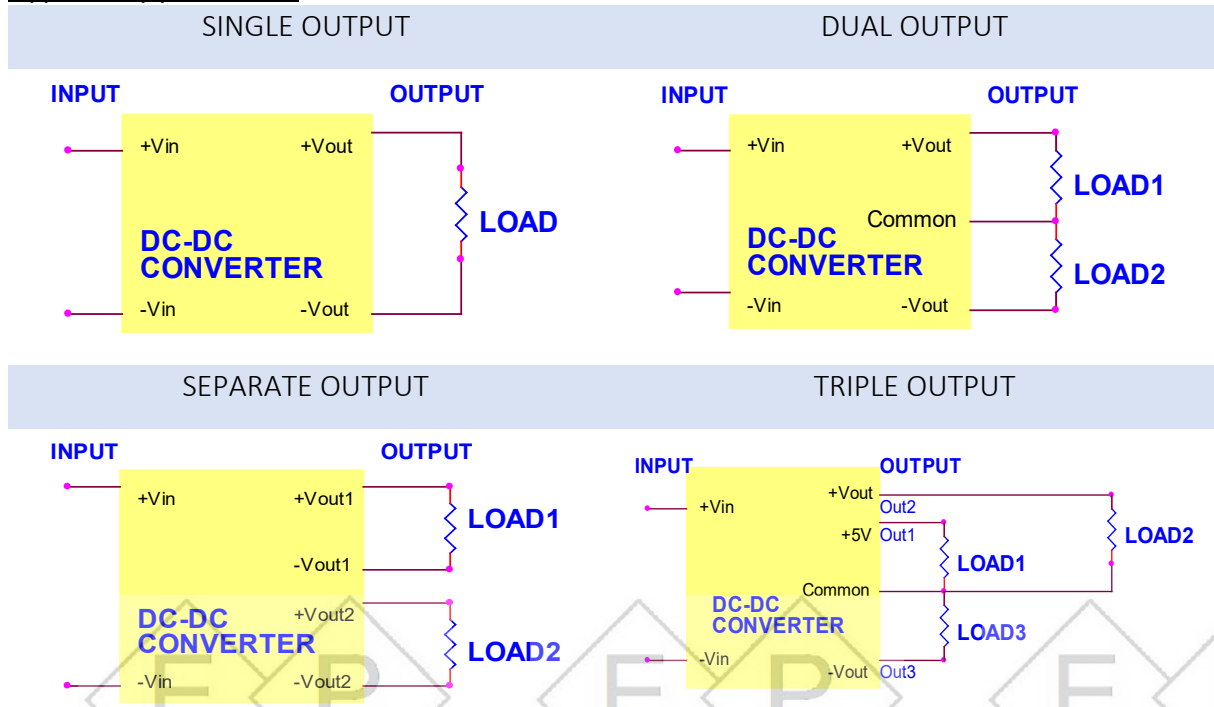 SINGLE OUTPUT
INPUT
OUTPUT
+Vin
+Vout
LOAD
DC-DC
CONVERTER
-Vin
-Vout
DUAL OUTPUT
INPUT
OUTPUT
+Vin
+Vout
LOAD1
Common
DC-DC
CONVERTER
LOAD2
-Vin
-Vout
SEPARATE OUTPUT
INPUT
OUTPUT
+Vin
+Vout1
LOAD1
-Vout1
DC-DC
CONVERTER
+Vout2
LOAD2
-Vin
-Vout2
TRIPLE OUTPUT
INPUT
OUTPUT
+Vin
+Vout
Out2
+5V
Out1
LOAD2
LOAD1
Common
DC-DC
CONVERTER
LOAD3
-Vin
-Vout
Out3
E
P
E
P
E